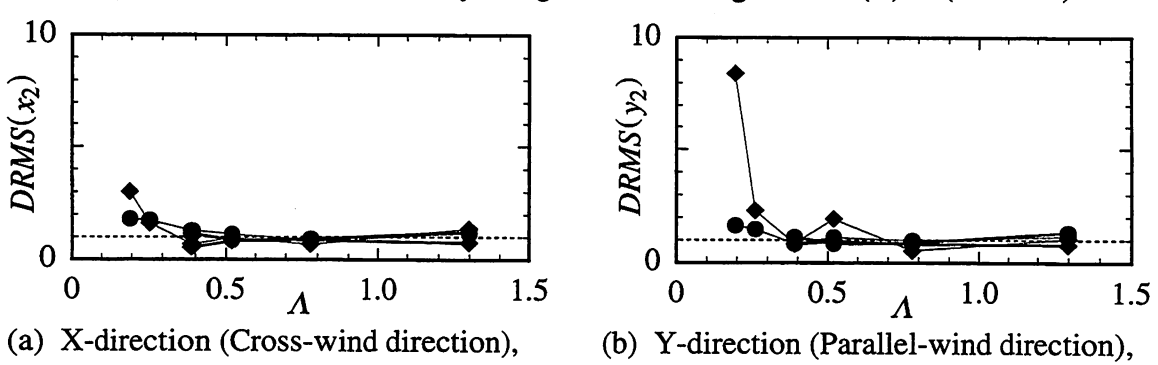 10
DRMS(x₂)
0
0
0.5
Λ
1.0
1.5
(a) X-direction (Cross-wind direction),
10
DRMS(y₂)
0
0
0.5
Λ
1.0
1.5
(b) Y-direction (Parallel-wind direction),